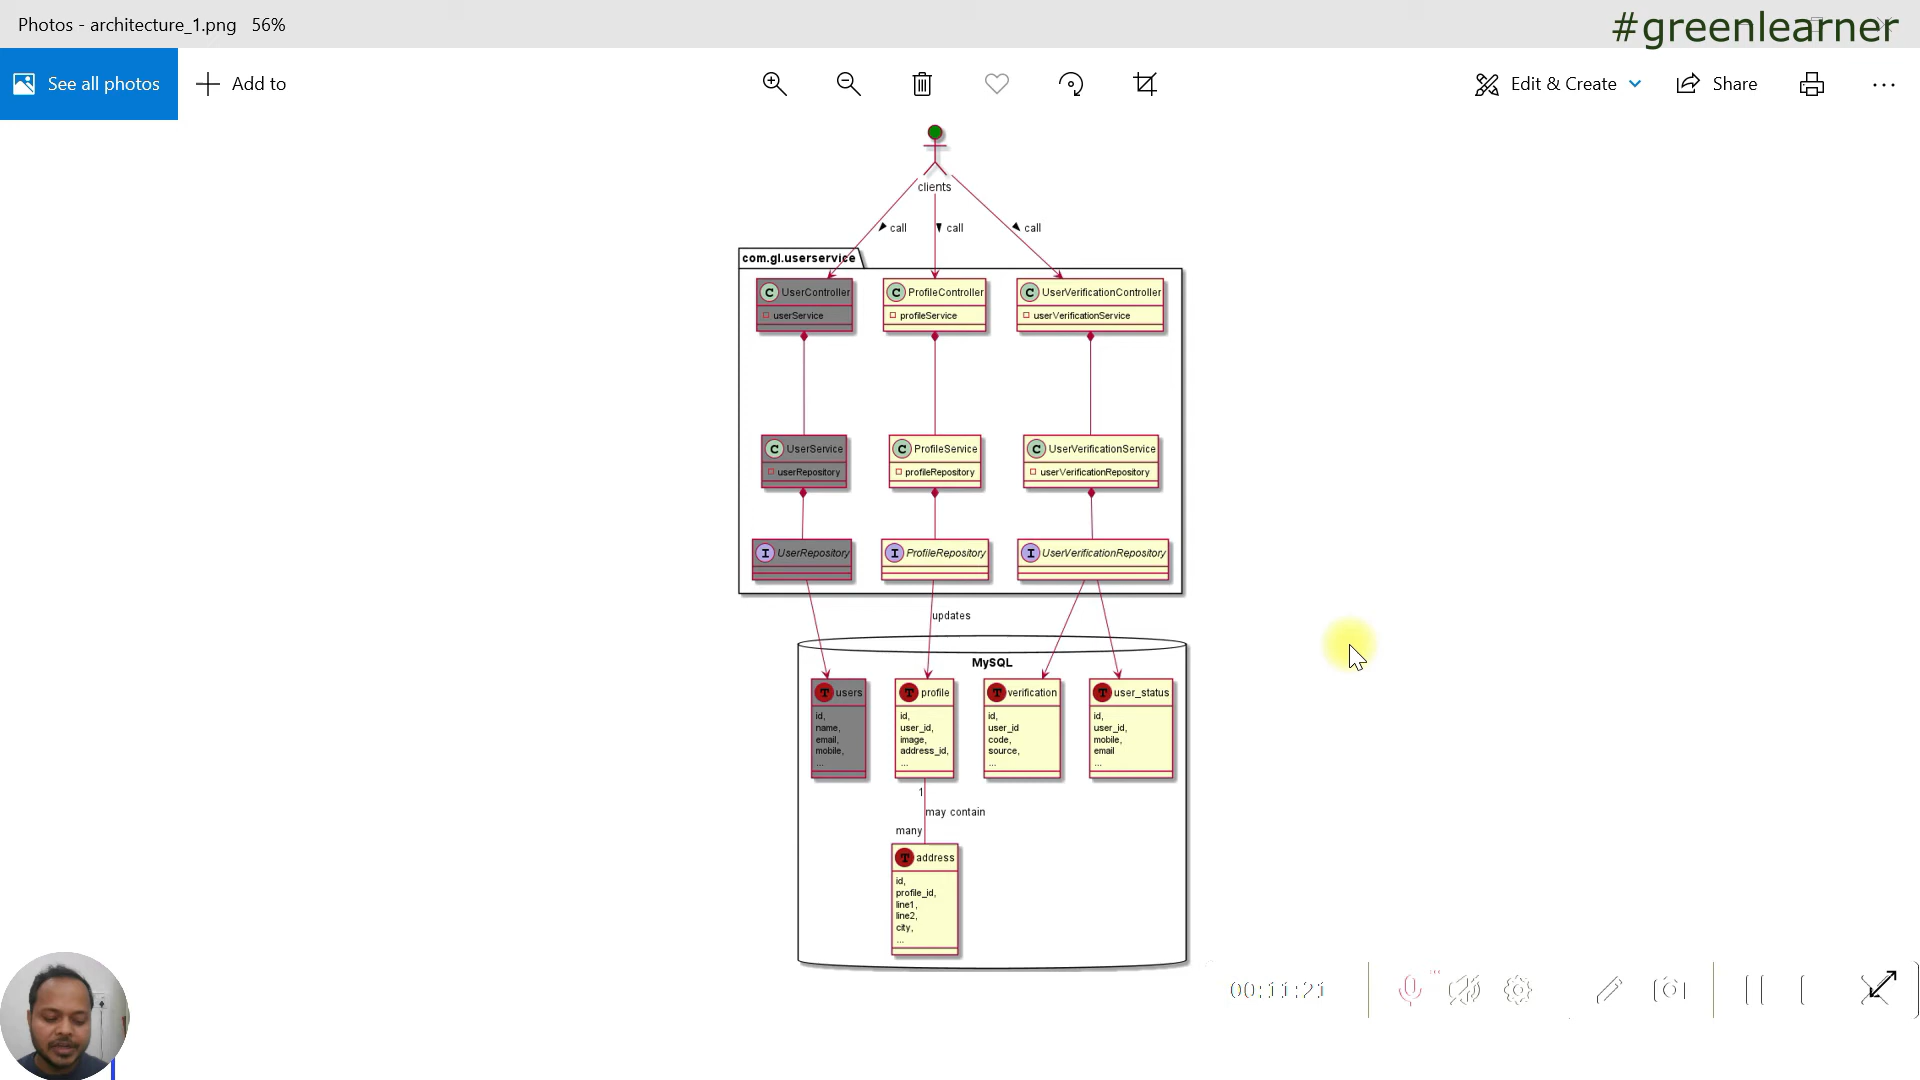 Photos - architecture_1.png 56%
#greenlearner
See all photos
Add to
Edit & Create
Share
clients
call
call
call
com.gl.userservice
C UserController
userService
C ProfileController
profileService
C UserVerificationController
userVerificationService
C UserService
userRepository
C ProfileService
profileRepository
C UserVerificationService
userVerificationRepository
I UserRepository
I ProfileRepository
I UserVerificationRepository
updates
MySQL
T users
id,
name,
email,
mobile,
...
T profile
id,
user_id,
image,
address_id,
...
T verification
id,
user_id
code,
source,
...
T user_status
id,
user_id,
mobile,
email
...
1
may contain
many
T address
id,
profile_id,
line1,
line2,
city,
...
00:11:21